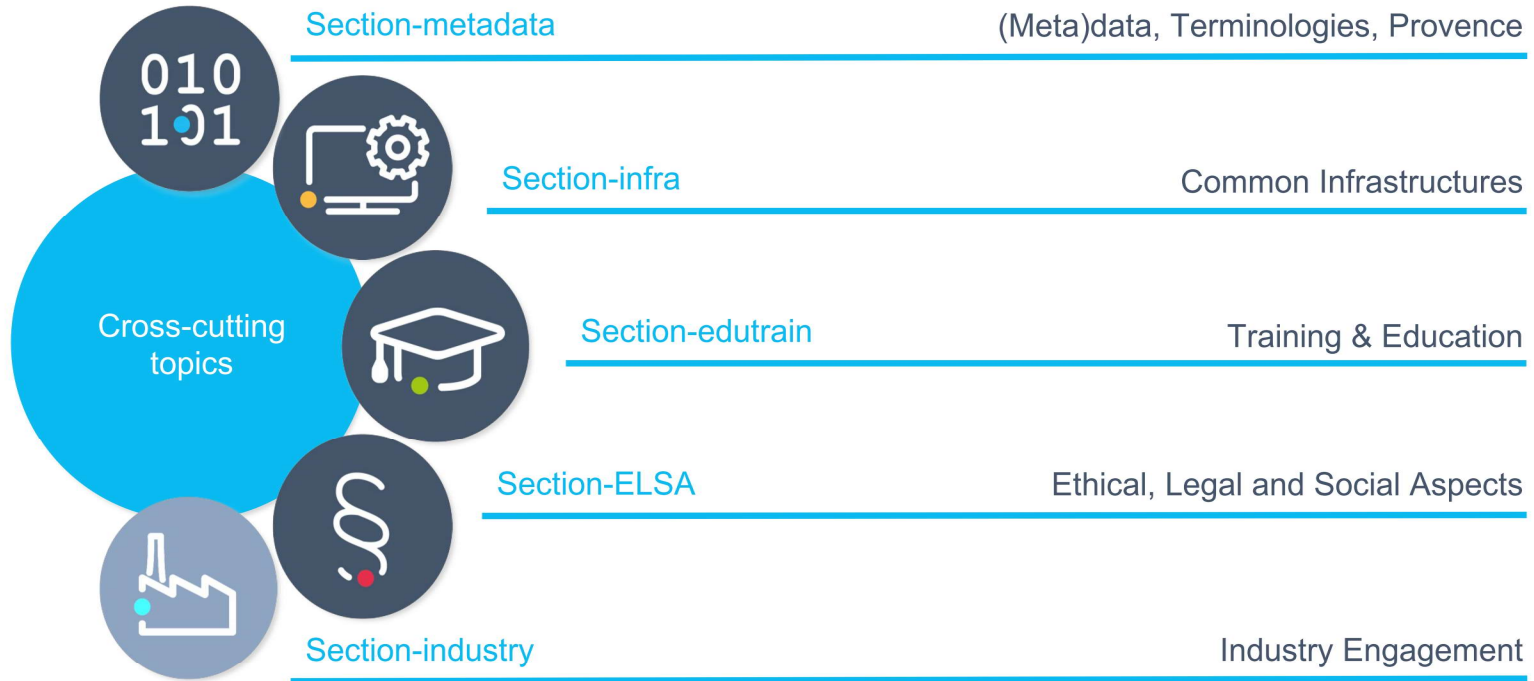 Section-metadata (Meta)data, Terminologies, Provence
010
101
Section-infra Common Infrastructures
Cross-cutting
topics
Section-edutrain Training & Education
Section-ELSA Ethical, Legal and Social Aspects
§
Section-industry Industry Engagement